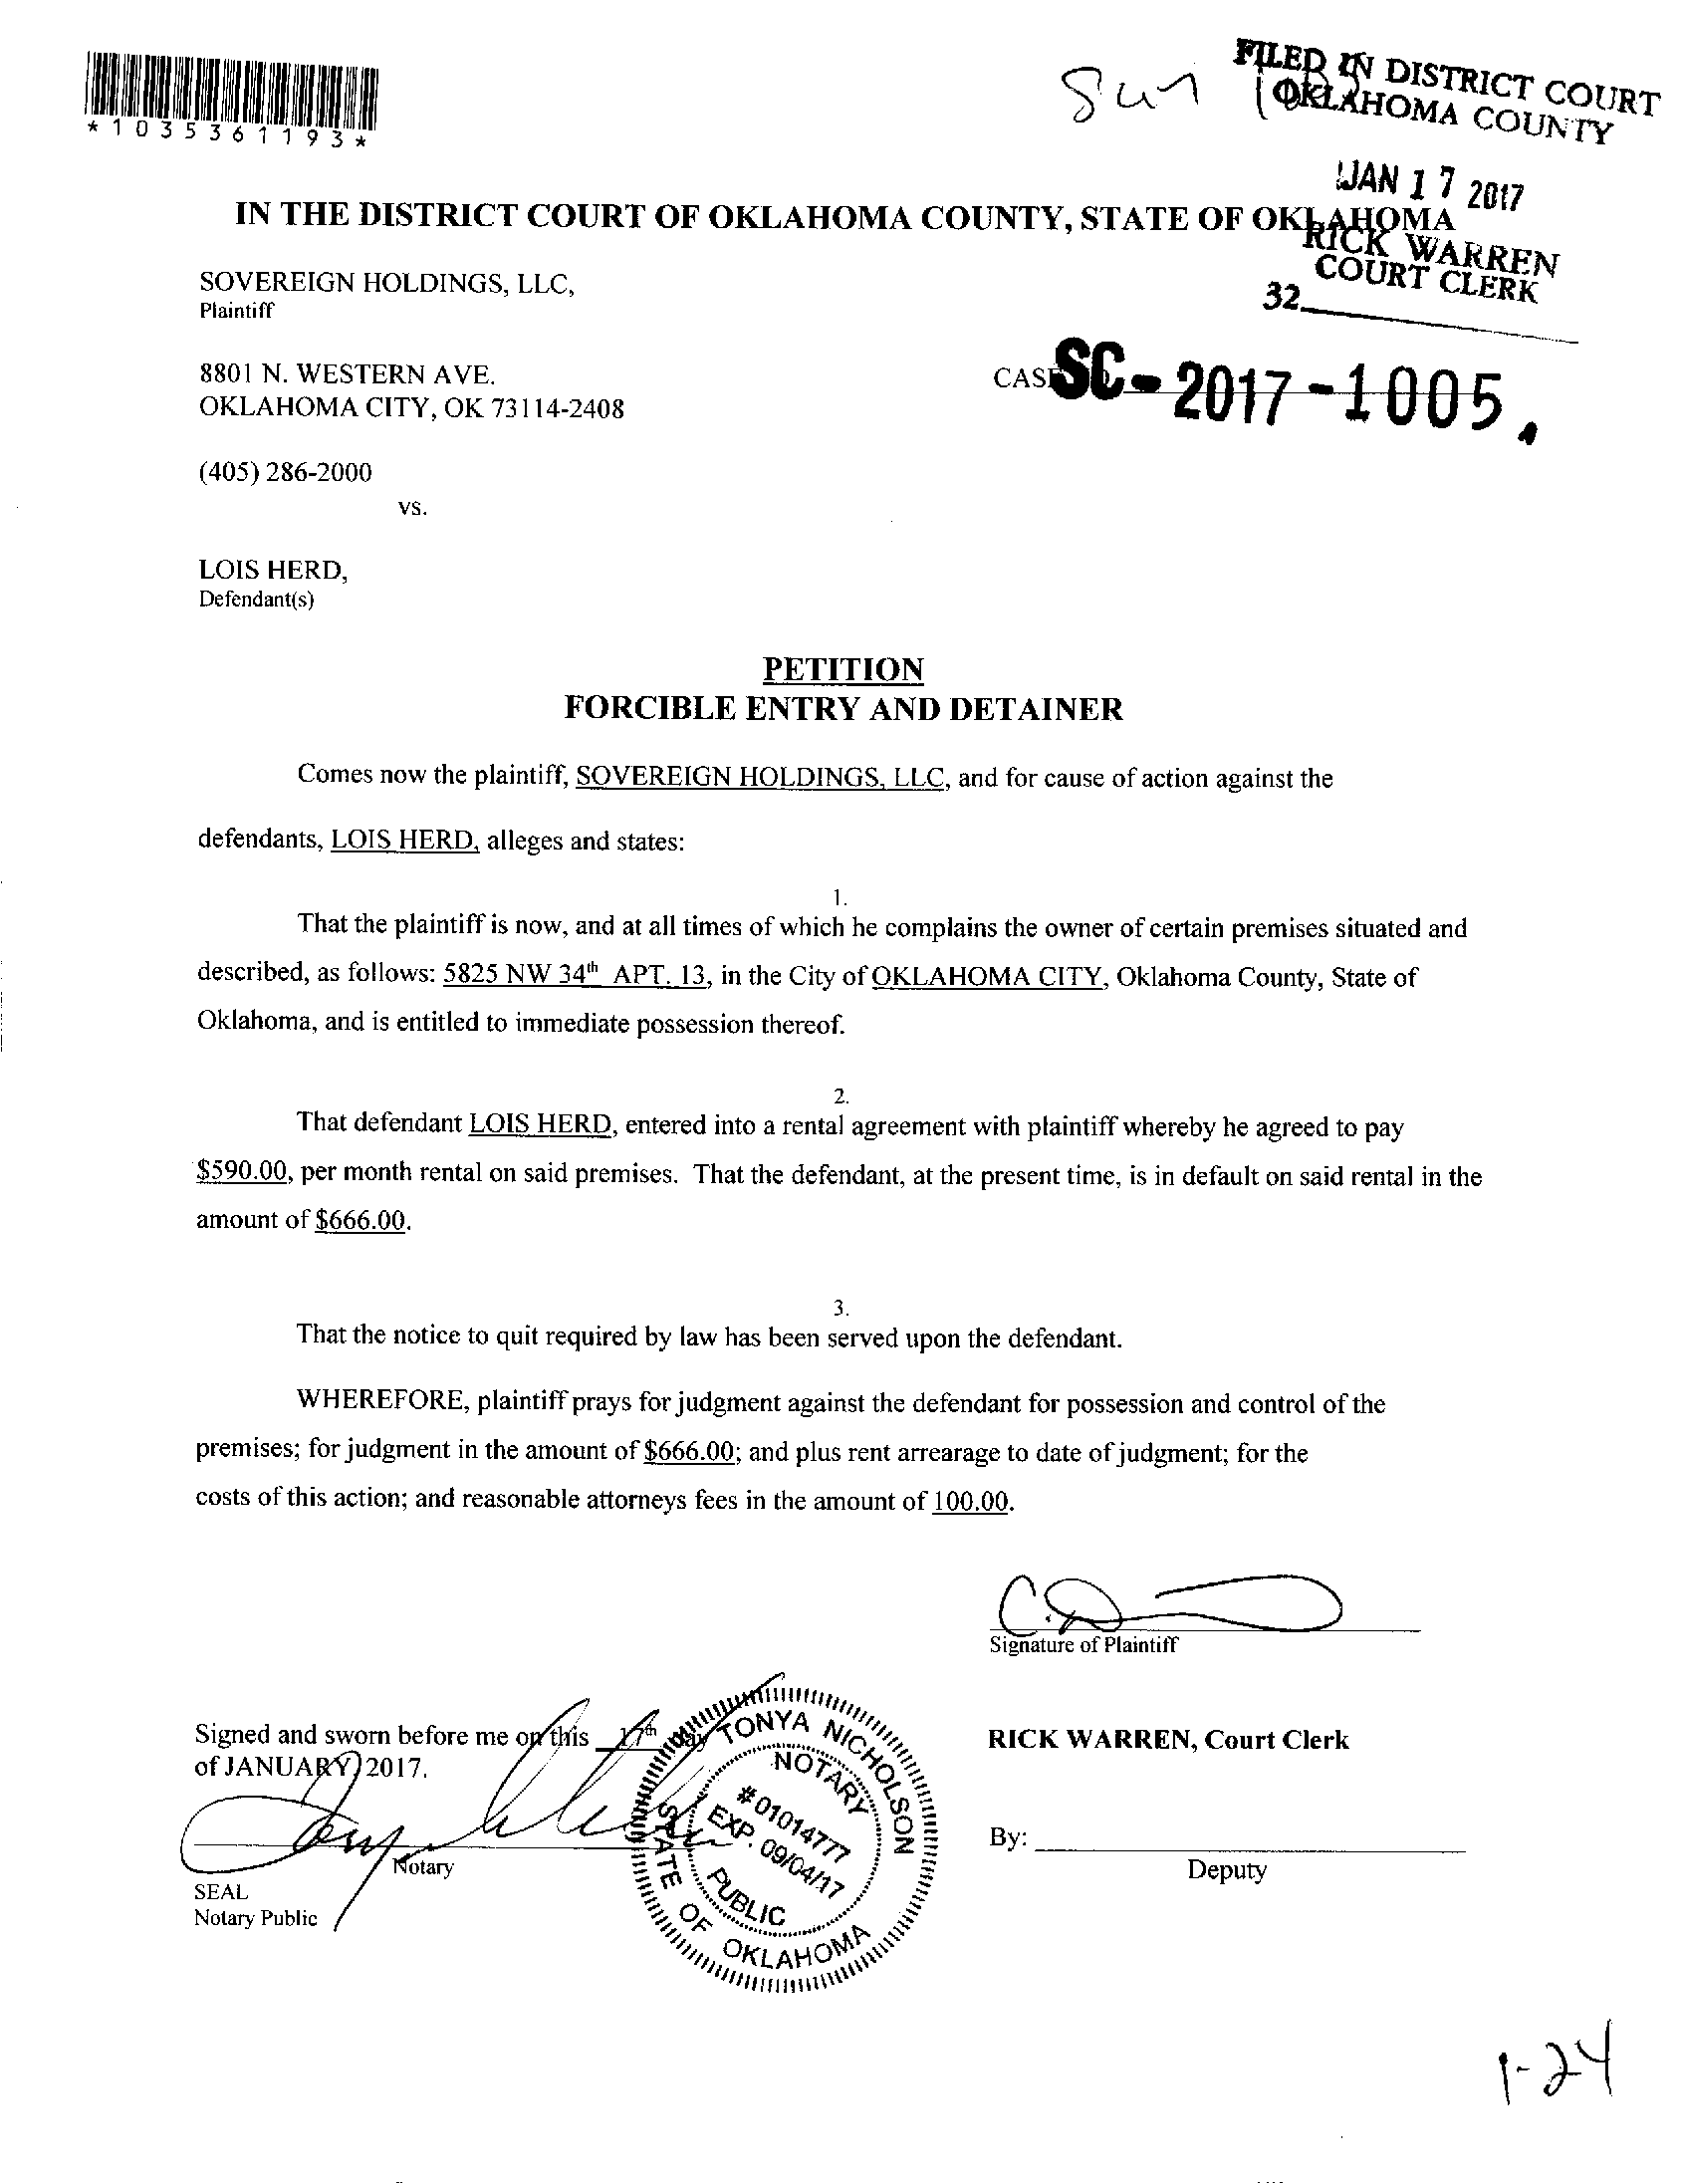 *1035361193*
Sun
FILED IN DISTRICT COURT
OKLAHOMA COUNTY
JAN 17 2017
IN THE DISTRICT COURT OF OKLAHOMA COUNTY, STATE OF OKLAHOMA
RICK WARREN
COURT CLERK
32
SOVEREIGN HOLDINGS, LLC,
Plaintiff
8801 N. WESTERN AVE.
CASE SC-2017-1005
OKLAHOMA CITY, OK 73114-2408
(405) 286-2000
vs.
LOIS HERD,
Defendant(s)
PETITION
FORCIBLE ENTRY AND DETAINER
Comes now the plaintiff, SOVEREIGN HOLDINGS, LLC, and for cause of action against the
defendants, LOIS HERD, alleges and states:
1.
That the plaintiff is now, and at all times of which he complains the owner of certain premises situated and
described, as follows: 5825 NW 34th APT. 13, in the City of OKLAHOMA CITY, Oklahoma County, State of
Oklahoma, and is entitled to immediate possession thereof.
2.
That defendant LOIS HERD, entered into a rental agreement with plaintiff whereby he agreed to pay
$590.00, per month rental on said premises. That the defendant, at the present time, is in default on said rental in the
amount of $666.00.
3.
That the notice to quit required by law has been served upon the defendant.
WHEREFORE, plaintiff prays for judgment against the defendant for possession and control of the
premises; for judgment in the amount of $666.00; and plus rent arrearage to date of judgment; for the
costs of this action; and reasonable attorneys fees in the amount of 100.00.
Signature of Plaintiff
Signed and sworn before me on this 17th day
of JANUARY 2017.
RICK WARREN, Court Clerk
TONYA NICHOLSON
NOTARY
#01014777
EXP. 09/04/17
PUBLIC
STATE OF OKLAHOMA
By:
Notary
Deputy
SEAL
Notary Public
1-24